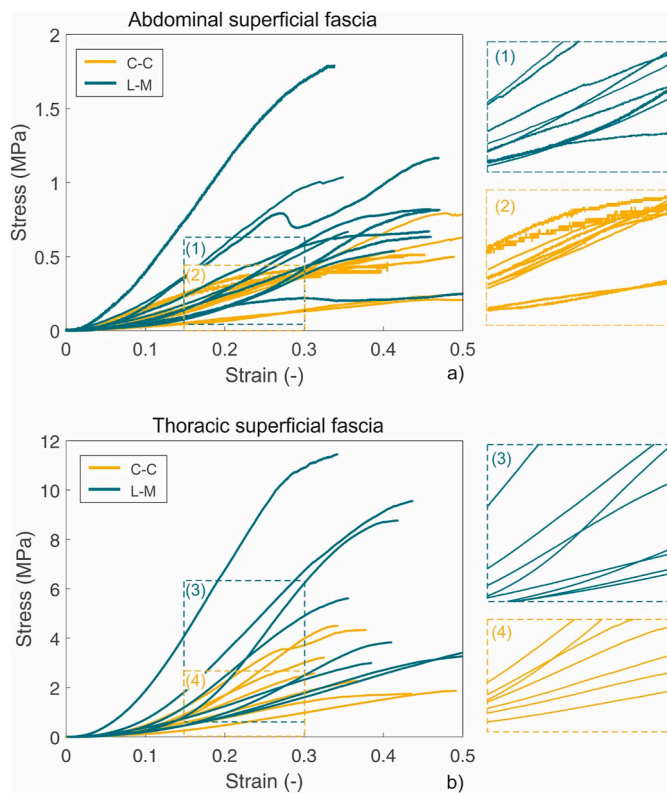 Abdominal superficial fascia
2
1.5
1
0.5
0
Stress (MPa)
C-C
L-M
(1)
(2)
0 0.1 0.2 0.3 0.4 0.5
Strain (-)
a)
(1)
(2)
Thoracic superficial fascia
12
10
8
6
4
2
0
Stress (MPa)
C-C
L-M
(3)
(4)
0 0.1 0.2 0.3 0.4 0.5
Strain (-)
b)
(3)
(4)